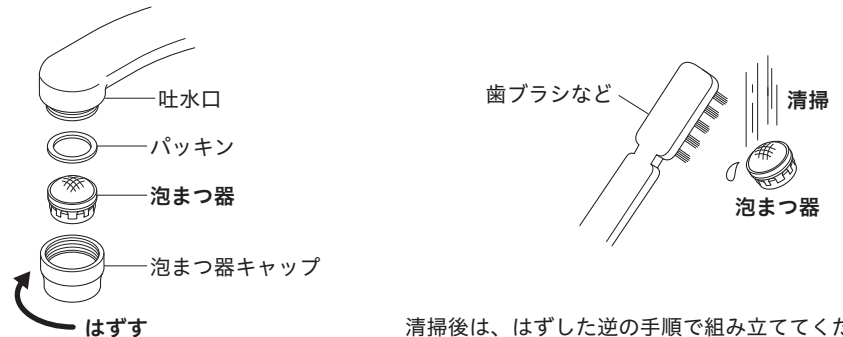 吐水口
パッキン
泡まつ器
泡まつ器キャップ
はずす
歯ブラシなど
清掃
泡まつ器
清掃後は、はずした逆の手順で組み立ててくだ